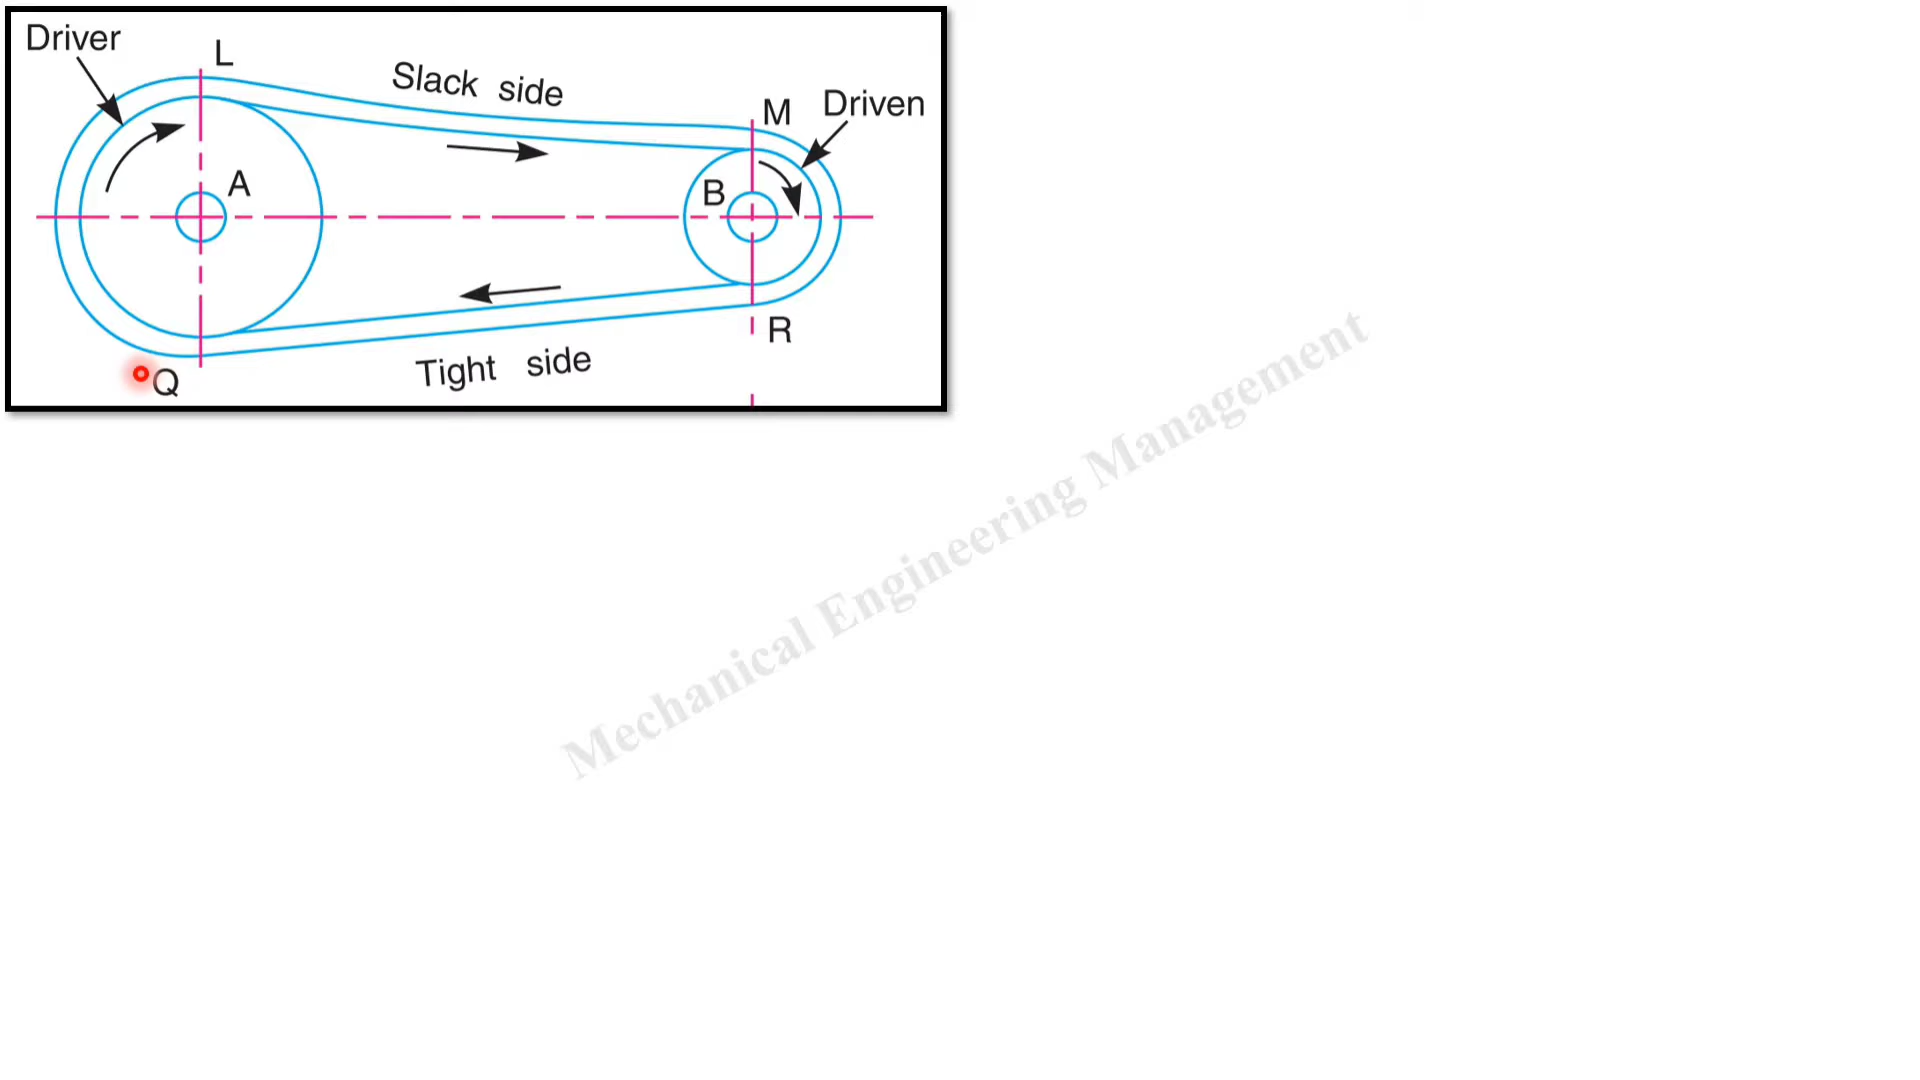 Driver
L
Slack side
M
Driven
A
B
R
Tight side
Q
Mechanical Engineering Management